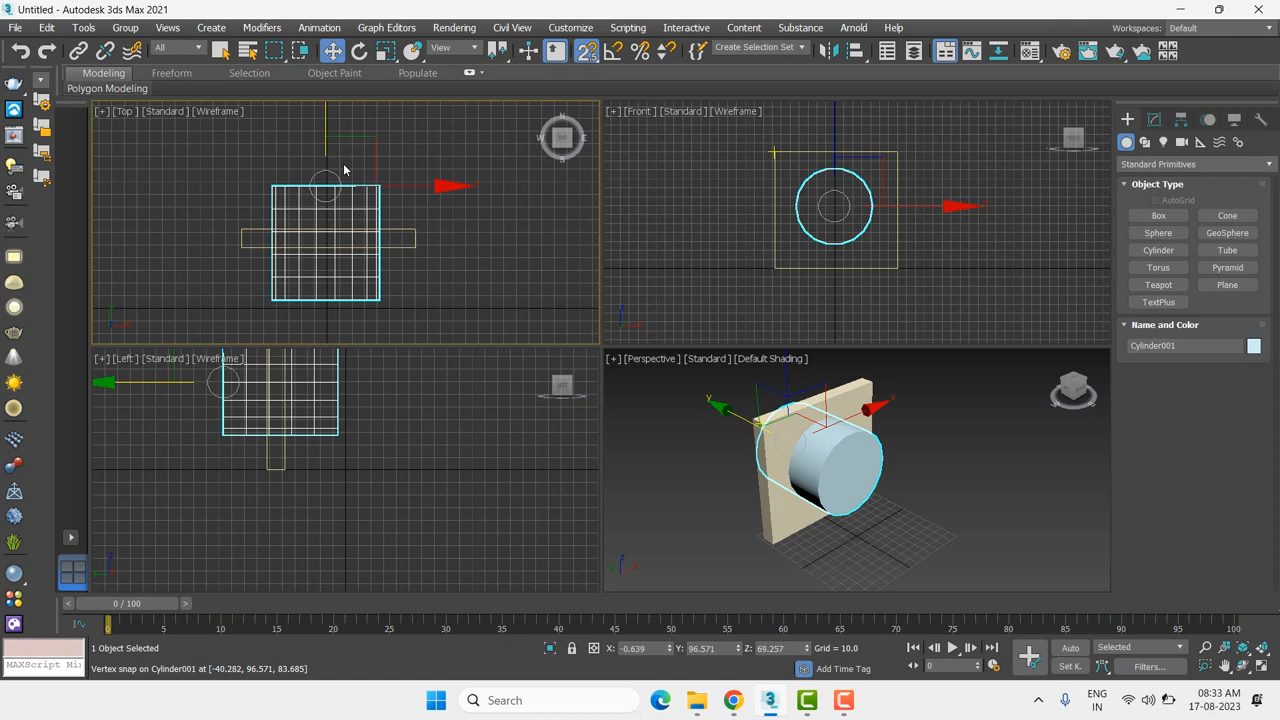 Untitled - Autodesk 3ds Max 2021
File Edit Tools Group Views Create Modifiers Animation Graph Editors Rendering Civil View Customize Scripting Interactive Content Substance Arnold Help Workspaces: Default
All View Create Selection Set
Modeling Freeform Selection Object Paint Populate
Polygon Modeling
[+] [Top ] [Standard ] [Wireframe ]
[+] [Front ] [Standard ] [Wireframe ]
N
W TOP E
S
FRONT
Standard Primitives
Object Type
AutoGrid
Box Cone
Sphere GeoSphere
Cylinder Tube
Torus Pyramid
Teapot Plane
TextPlus
Name and Color
Cylinder001
[+] [Left ] [Standard ] [Wireframe ]
[+] [Perspective ] [Standard ] [Default Shading ]
LEFT
y x
z
0 / 100
0 5 10 15 20 25 30 35 40 45 50 55 60 65 70 75 80 85 90 95 100
1 Object Selected X: -0.639 Y: 96.571 Z: 69.257 Grid = 10.0 Auto Selected
MAXScript Mi: Vertex snap on Cylinder001 at [-40.282, 96.571, 83.685] Add Time Tag 0 Set K. Filters...
Search ENG IN 08:33 AM 17-08-2023